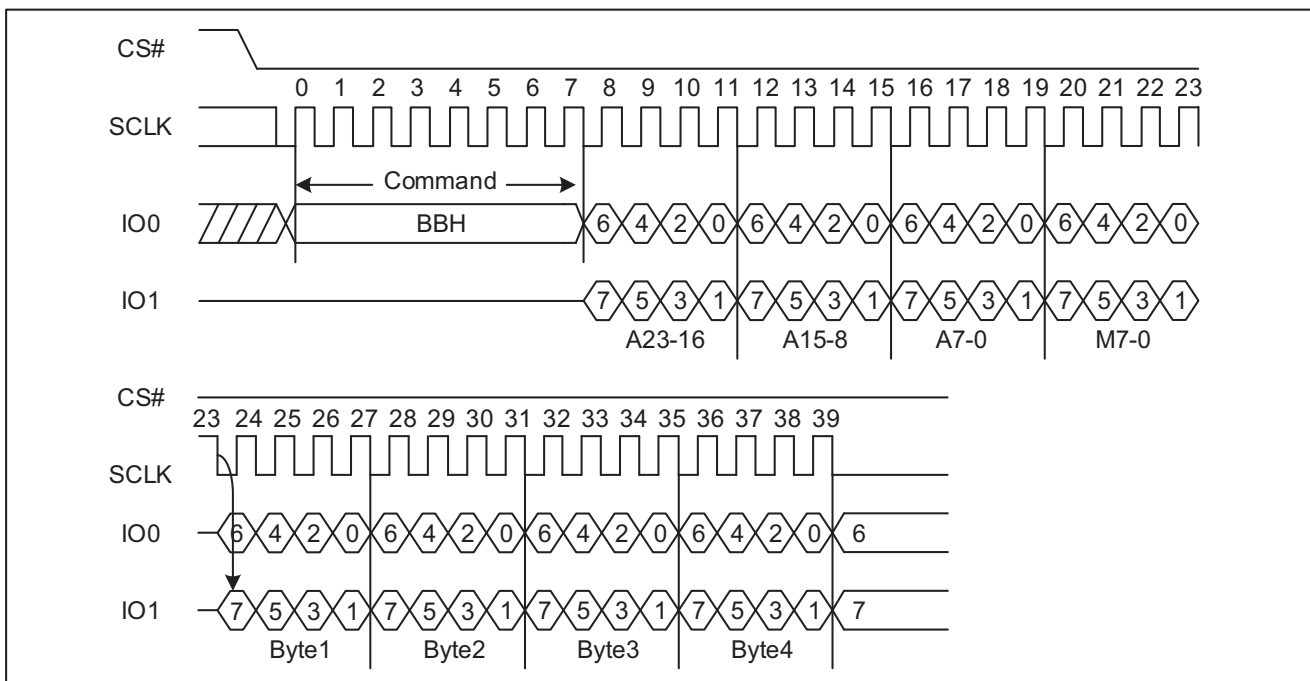 CS#
0 1 2 3 4 5 6 7 8 9 10 11 12 13 14 15 16 17 18 19 20 21 22 23
SCLK
Command
IO0 BBH 6 4 2 0 6 4 2 0 6 4 2 0 6 4 2 0
IO1 7 5 3 1 7 5 3 1 7 5 3 1 7 5 3 1
A23-16 A15-8 A7-0 M7-0
CS#
23 24 25 26 27 28 29 30 31 32 33 34 35 36 37 38 39
SCLK
IO0 6 4 2 0 6 4 2 0 6 4 2 0 6 4 2 0 6
IO1 7 5 3 1 7 5 3 1 7 5 3 1 7 5 3 1 7
Byte1 Byte2 Byte3 Byte4